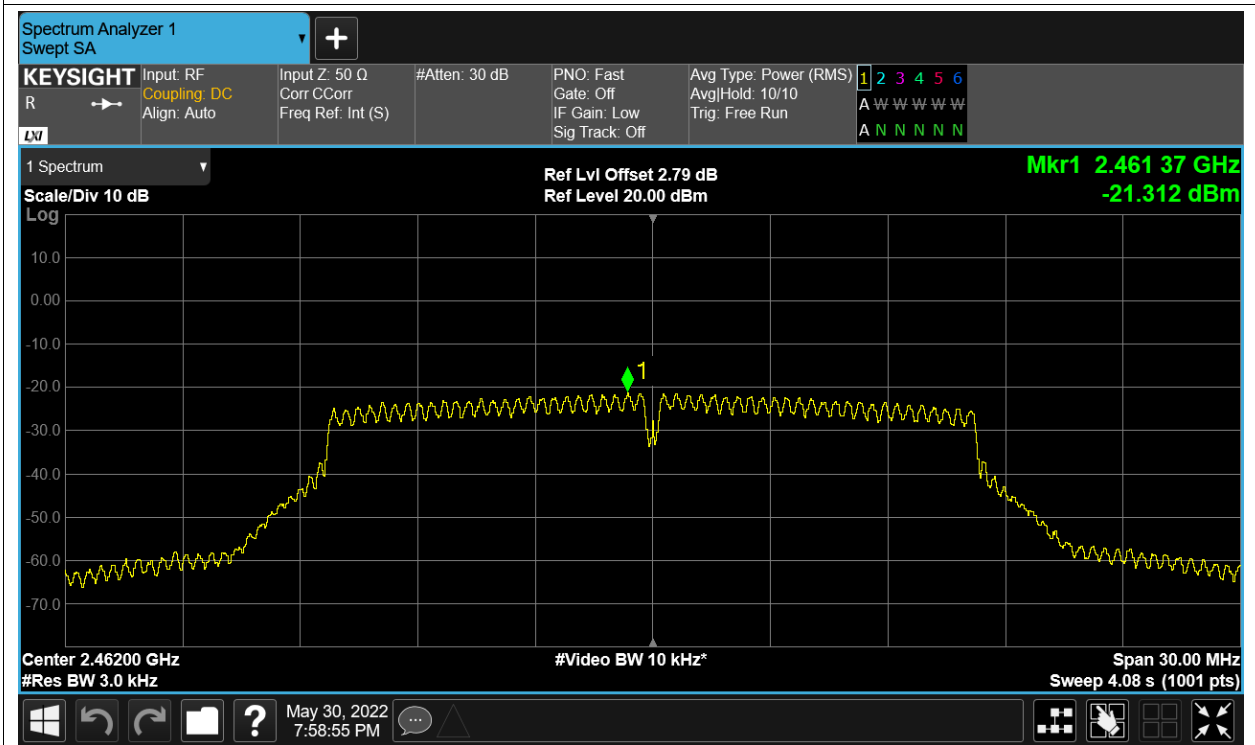 Spectrum Analyzer 1
Swept SA
KEYSIGHT
R
LXI
Input: RF
Coupling: DC
Align: Auto
Input Z: 50 Ω
Corr CCorr
Freq Ref: Int (S)
#Atten: 30 dB
PNO: Fast
Gate: Off
IF Gain: Low
Sig Track: Off
Avg Type: Power (RMS)
Avg|Hold: 10/10
Trig: Free Run
1 2 3 4 5 6
A W W W W W
A N N N N N
1 Spectrum
Scale/Div 10 dB
Log
Ref Lvl Offset 2.79 dB
Ref Level 20.00 dBm
Mkr1 2.461 37 GHz
-21.312 dBm
10.0
0.00
-10.0
-20.0
-30.0
-40.0
-50.0
-60.0
-70.0
1
Center 2.46200 GHz
#Res BW 3.0 kHz
#Video BW 10 kHz*
Span 30.00 MHz
Sweep 4.08 s (1001 pts)
?
May 30, 2022
7:58:55 PM